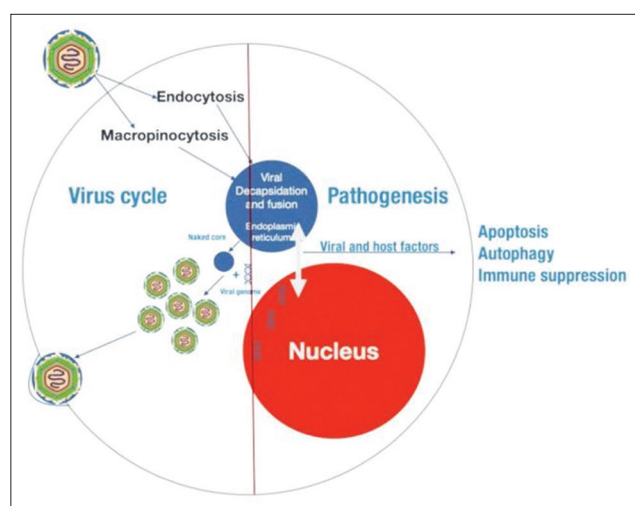 Endocytosis
Macropinocytosis
Virus cycle
Viral
Decapsidation
and fusion
Endoplasmic
reticulum
Pathogenesis
Naked core
+
Viral genome
Viral and host factors
Apoptosis
Autophagy
Immune suppression
Nucleus